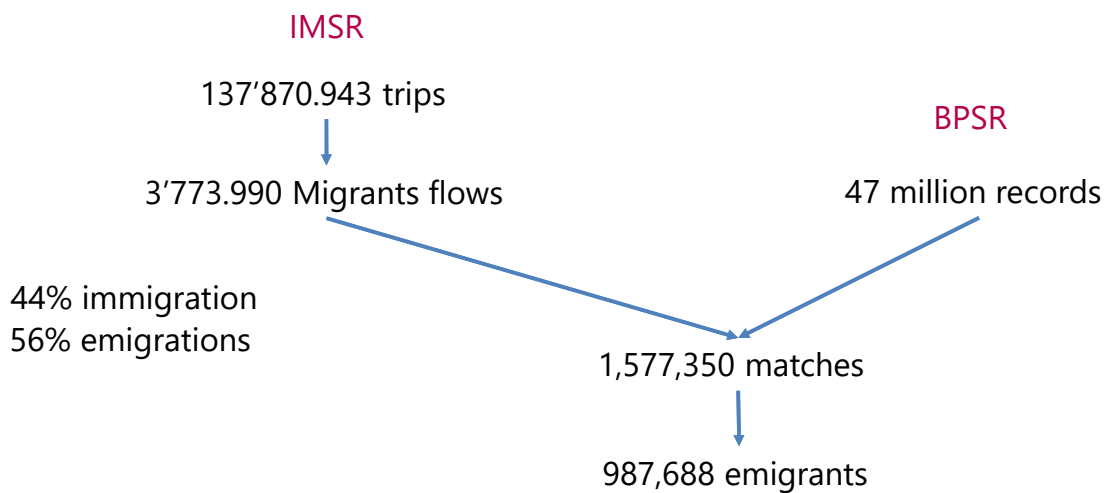 IMSR
137’870.943 trips
BPSR
3’773.990 Migrants flows
47 million records
44% immigration
56% emigrations
1,577,350 matches
987,688 emigrants